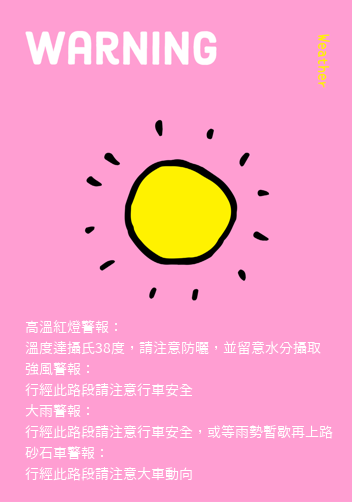 WARNING
Weather
高溫紅燈警報：
溫度達攝氏38度，請注意防曬，並留意水分攝取
強風警報：
行經此路段請注意行車安全
大雨警報：
行經此路段請注意行車安全，或等雨勢暫歇再上路
砂石車警報：
行經此路段請注意大車動向